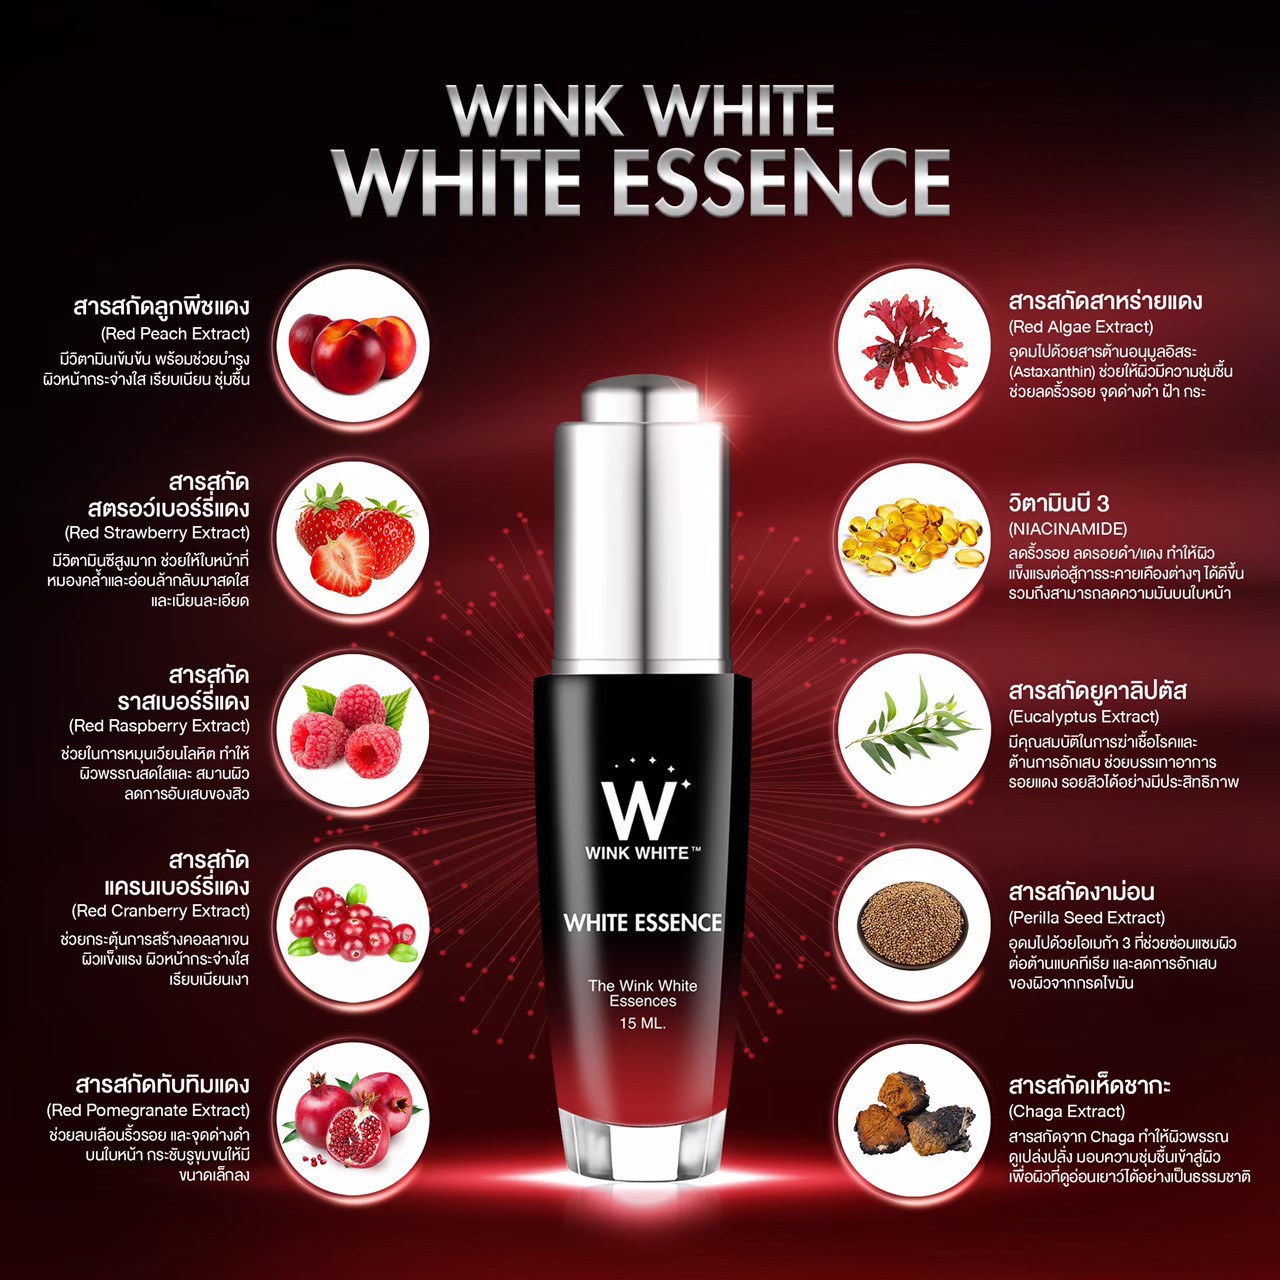 WINK WHITE
WHITE ESSENCE
สารสกัดลูกพีชแดง
(Red Peach Extract)
มีวิตามินเข้มข้น พร้อมช่วยบำรุง
ผิวหน้ากระจ่างใส เรียบเนียน ชุ่มชื้น
สารสกัด
สตรอว์เบอร์รี่แดง
(Red Strawberry Extract)
มีวิตามินซีสูงมาก ช่วยให้ใบหน้าที่
หมองคล้ำและอ่อนล้ากลับมาสดใส
และเนียนละเอียด
สารสกัด
ราสเบอร์รี่แดง
(Red Raspberry Extract)
ช่วยในการหมุนเวียนโลหิต ทำให้
ผิวพรรณสดใสและ สมานผิว
ลดการอับเสบของสิว
สารสกัด
แครนเบอร์รี่แดง
(Red Cranberry Extract)
ช่วยกระตุ้นการสร้างคอลลาเจน
ผิวแข็งแรง ผิวหน้ากระจ่างใส
เรียบเนียนเงา
สารสกัดทับทิมแดง
(Red Pomegranate Extract)
ช่วยลบเลือนริ้วรอย และจุดด่างดำ
บนใบหน้า กระชับรูขุมขนให้มี
ขนาดเล็กลง
W
WINK WHITE™
WHITE ESSENCE
The Wink White
Essences
15 ML.
สารสกัดสาหร่ายแดง
(Red Algae Extract)
อุดมไปด้วยสารต้านอนุมูลอิสระ
(Astaxanthin) ช่วยให้ผิวมีความชุ่มชื้น
ช่วยลดริ้วรอย จุดด่างดำ ฝ้า กระ
วิตามินบี 3
(NIACINAMIDE)
ลดริ้วรอย ลดรอยดำ/แดง ทำให้ผิว
แข็งแรงต่อสู้การระคายเคืองต่างๆ ได้ดีขึ้น
รวมถึงสามารถลดความมันบนใบหน้า
สารสกัดยูคาลิปตัส
(Eucalyptus Extract)
มีคุณสมบัติในการฆ่าเชื้อโรคและ
ต้านการอักเสบ ช่วยบรรเทาอาการ
รอยแดง รอยสิวได้อย่างมีประสิทธิภาพ
สารสกัดงาม่อน
(Perilla Seed Extract)
อุดมไปด้วยโอเมก้า 3 ที่ช่วยซ่อมแซมผิว
ต่อต้านแบคทีเรีย และลดการอักเสบ
ของผิวจากกรดไขมัน
สารสกัดเห็ดชากะ
(Chaga Extract)
สารสกัดจาก Chaga ทำให้ผิวพรรณ
ดูเปล่งปลั่ง มอบความชุ่มชื้นเข้าสู่ผิว
เพื่อผิวที่ดูอ่อนเยาว์ได้อย่างเป็นธรรมชาติ